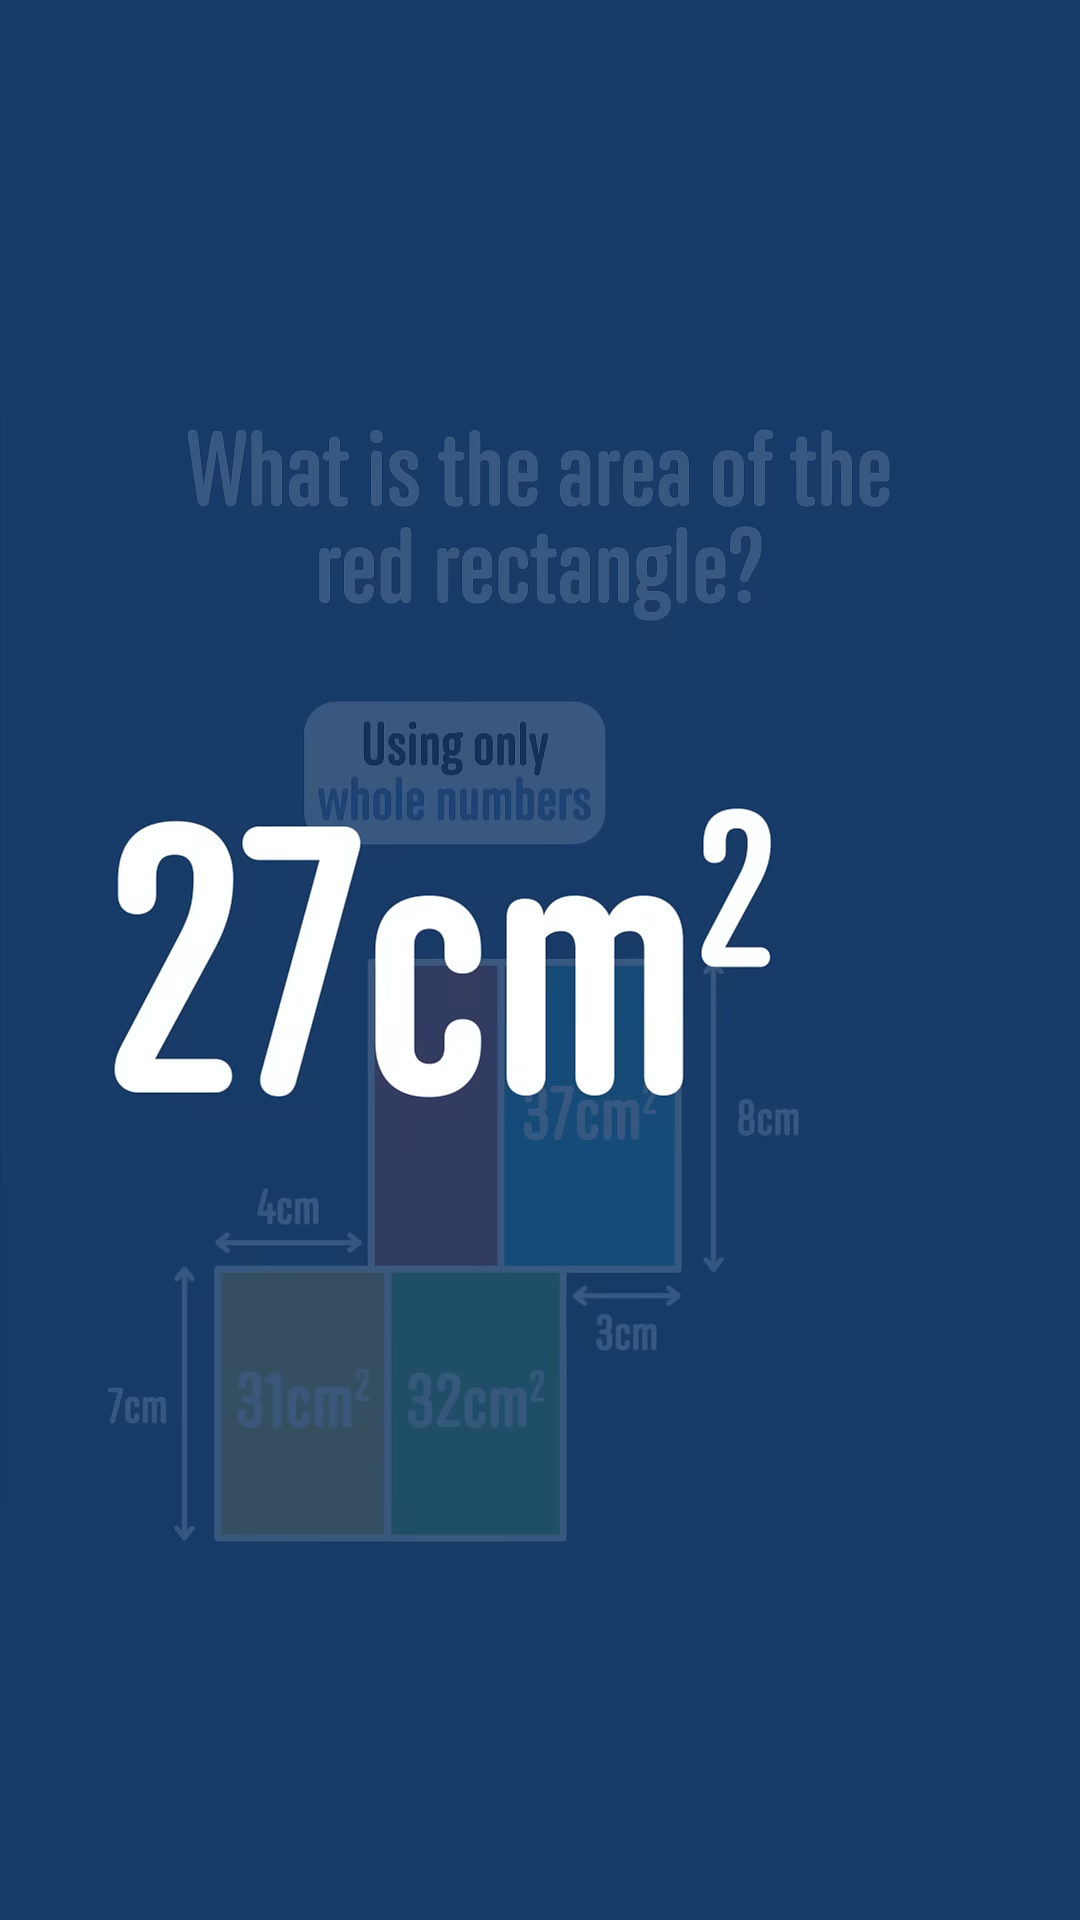 What is the area of the
red rectangle?
Using only
whole numbers
27cm²
37cm²
8cm
4cm
3cm
7cm
31cm²
32cm²